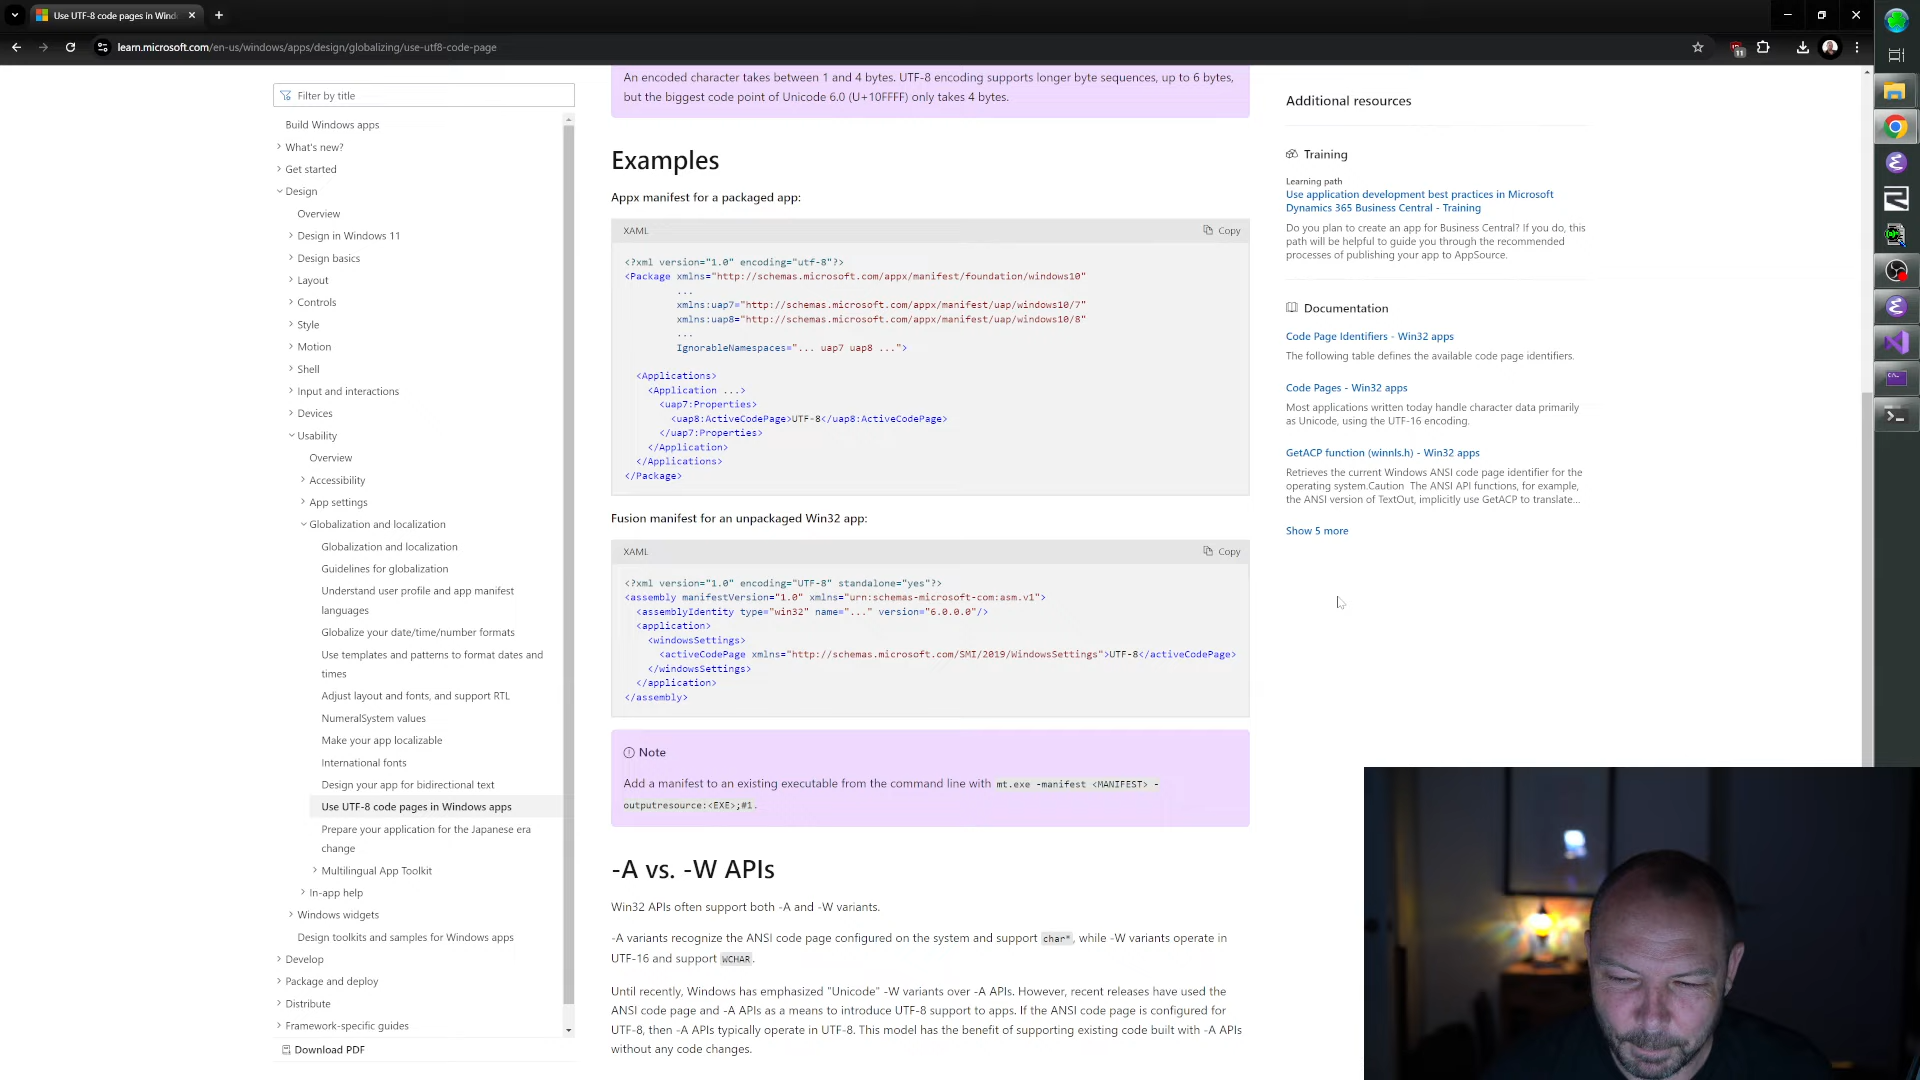 Use UTF-8 code pages in Wind
learn.microsoft.com/en-us/windows/apps/design/globalizing/use-utf8-code-page
11
Filter by title
Build Windows apps
What's new?
Get started
Design
Overview
Design in Windows 11
Design basics
Layout
Controls
Style
Motion
Shell
Input and interactions
Devices
Usability
Overview
Accessibility
App settings
Globalization and localization
Globalization and localization
Guidelines for globalization
Understand user profile and app manifest
languages
Globalize your date/time/number formats
Use templates and patterns to format dates and
times
Adjust layout and fonts, and support RTL
NumeralSystem values
Make your app localizable
International fonts
Design your app for bidirectional text
Use UTF-8 code pages in Windows apps
Prepare your application for the Japanese era
change
Multilingual App Toolkit
In-app help
Windows widgets
Design toolkits and samples for Windows apps
Develop
Package and deploy
Distribute
Framework-specific guides
Download PDF
An encoded character takes between 1 and 4 bytes. UTF-8 encoding supports longer byte sequences, up to 6 bytes,
but the biggest code point of Unicode 6.0 (U+10FFFF) only takes 4 bytes.
Examples
Appx manifest for a packaged app:
XAML
Copy
<?xml version="1.0" encoding="utf-8"?>
<Package xmlns="http://schemas.microsoft.com/appx/manifest/foundation/windows10"
...
xmlns:uap7="http://schemas.microsoft.com/appx/manifest/uap/windows10/7"
xmlns:uap8="http://schemas.microsoft.com/appx/manifest/uap/windows10/8"
...
IgnorableNamespaces="... uap7 uap8 ...">
<Applications>
<Application ...>
<uap7:Properties>
<uap8:ActiveCodePage>UTF-8</uap8:ActiveCodePage>
</uap7:Properties>
</Application>
</Applications>
</Package>
Fusion manifest for an unpackaged Win32 app:
XAML
Copy
<?xml version="1.0" encoding="UTF-8" standalone="yes"?>
<assembly manifestVersion="1.0" xmlns="urn:schemas-microsoft-com:asm.v1">
<assemblyIdentity type="win32" name="..." version="6.0.0.0"/>
<application>
<windowsSettings>
<activeCodePage xmlns="http://schemas.microsoft.com/SMI/2019/WindowsSettings">UTF-8</activeCodePage>
</windowsSettings>
</application>
</assembly>
Note
Add a manifest to an existing executable from the command line with mt.exe -manifest <MANIFEST> -
outputresource:<EXE>;#1.
-A vs. -W APIs
Win32 APIs often support both -A and -W variants.
-A variants recognize the ANSI code page configured on the system and support char*, while -W variants operate in
UTF-16 and support WCHAR.
Until recently, Windows has emphasized "Unicode" -W variants over -A APIs. However, recent releases have used the
ANSI code page and -A APIs as a means to introduce UTF-8 support to apps. If the ANSI code page is configured for
UTF-8, then -A APIs typically operate in UTF-8. This model has the benefit of supporting existing code built with -A APIs
without any code changes.
Additional resources
Training
Learning path
Use application development best practices in Microsoft
Dynamics 365 Business Central - Training
Do you plan to create an app for Business Central? If you do, this
path will be helpful to guide you through the recommended
processes of publishing your app to AppSource.
Documentation
Code Page Identifiers - Win32 apps
The following table defines the available code page identifiers.
Code Pages - Win32 apps
Most applications written today handle character data primarily
as Unicode, using the UTF-16 encoding.
GetACP function (winnls.h) - Win32 apps
Retrieves the current Windows ANSI code page identifier for the
operating system.Caution The ANSI API functions, for example,
the ANSI version of TextOut, implicitly use GetACP to translate...
Show 5 more